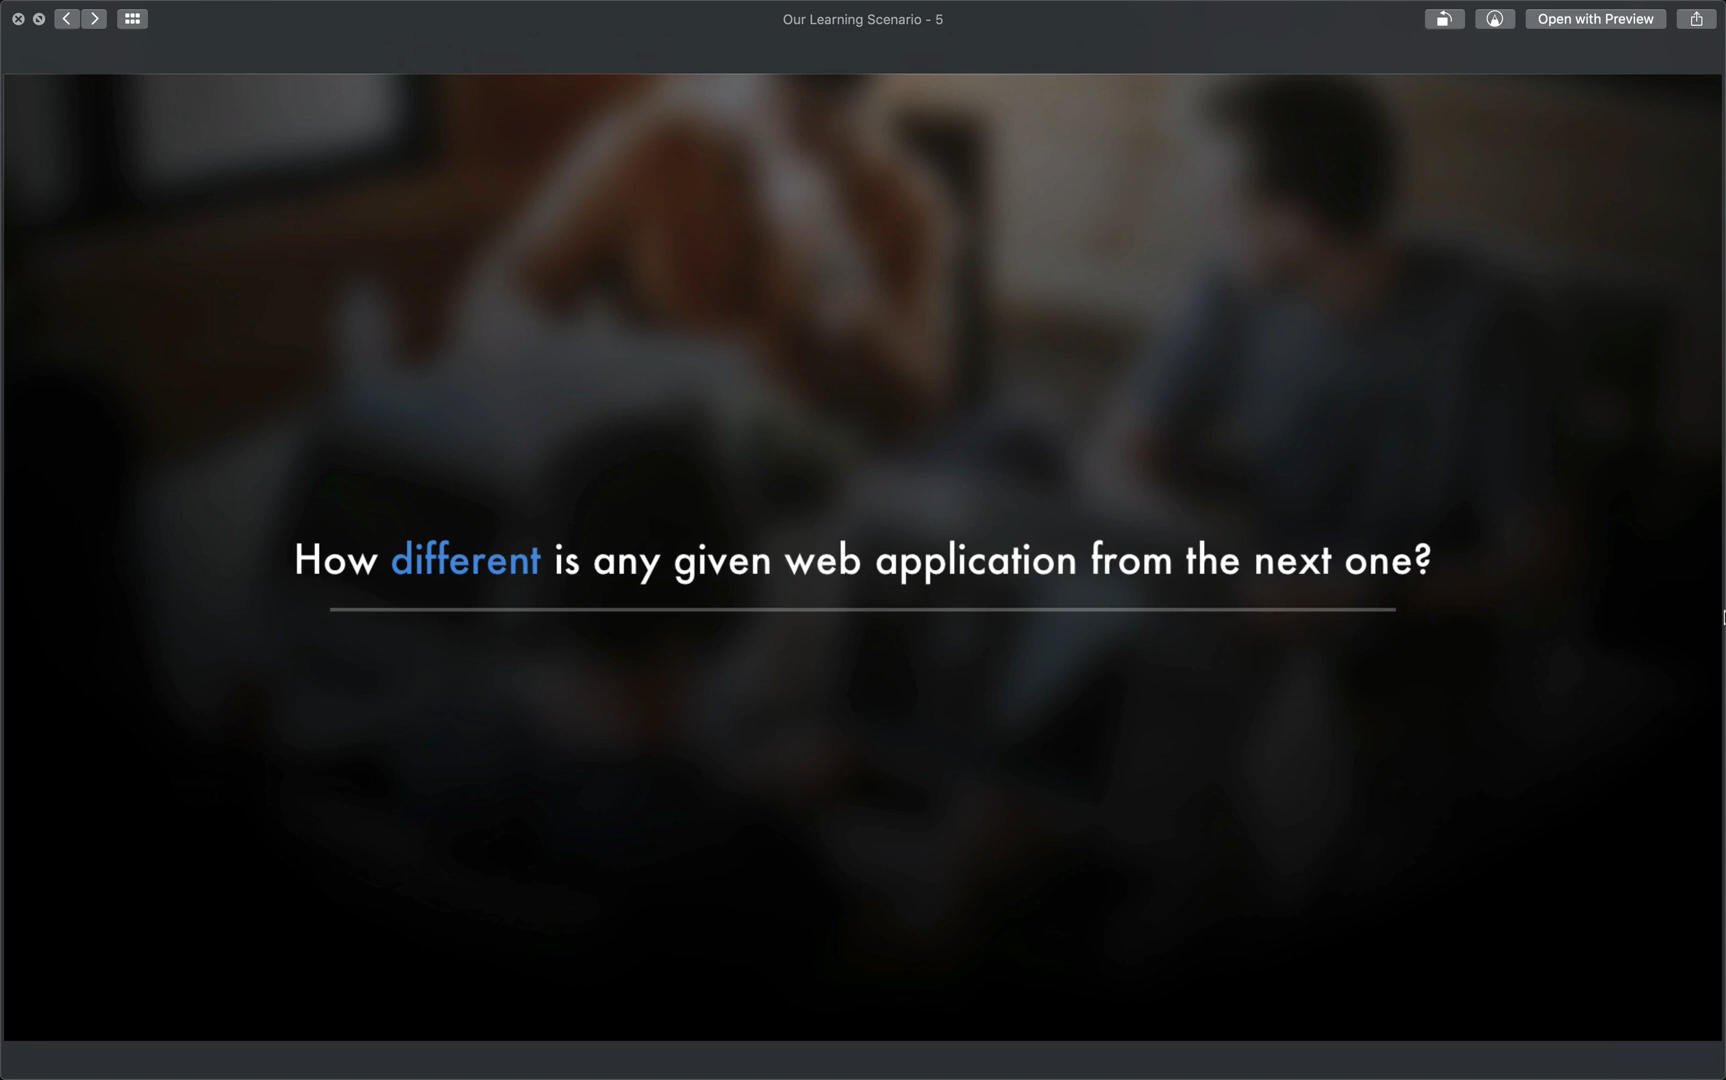 Our Learning Scenario - 5
Open with Preview
How different is any given web application from the next one?